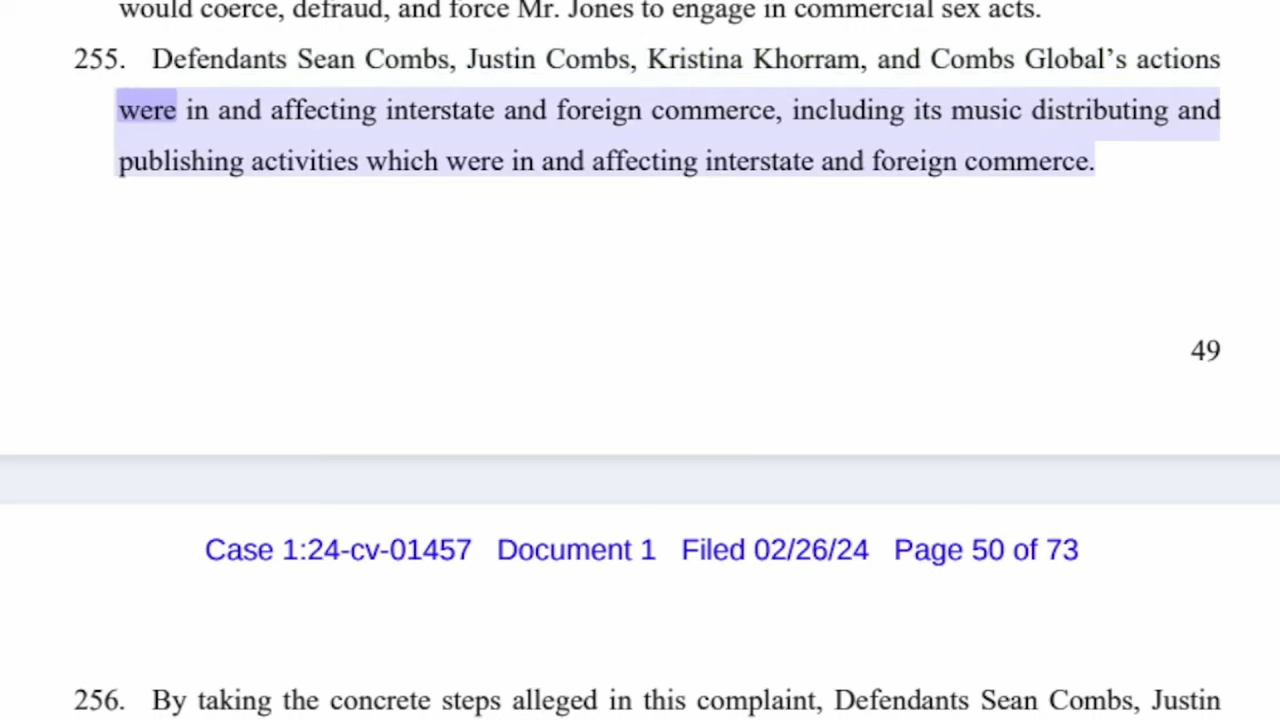 would coerce, defraud, and force Mr. Jones to engage in commercial sex acts.
255. Defendants Sean Combs, Justin Combs, Kristina Khorram, and Combs Global’s actions
were in and affecting interstate and foreign commerce, including its music distributing and
publishing activities which were in and affecting interstate and foreign commerce.
49
Case 1:24-cv-01457 Document 1 Filed 02/26/24 Page 50 of 73
256. By taking the concrete steps alleged in this complaint, Defendants Sean Combs, Justin